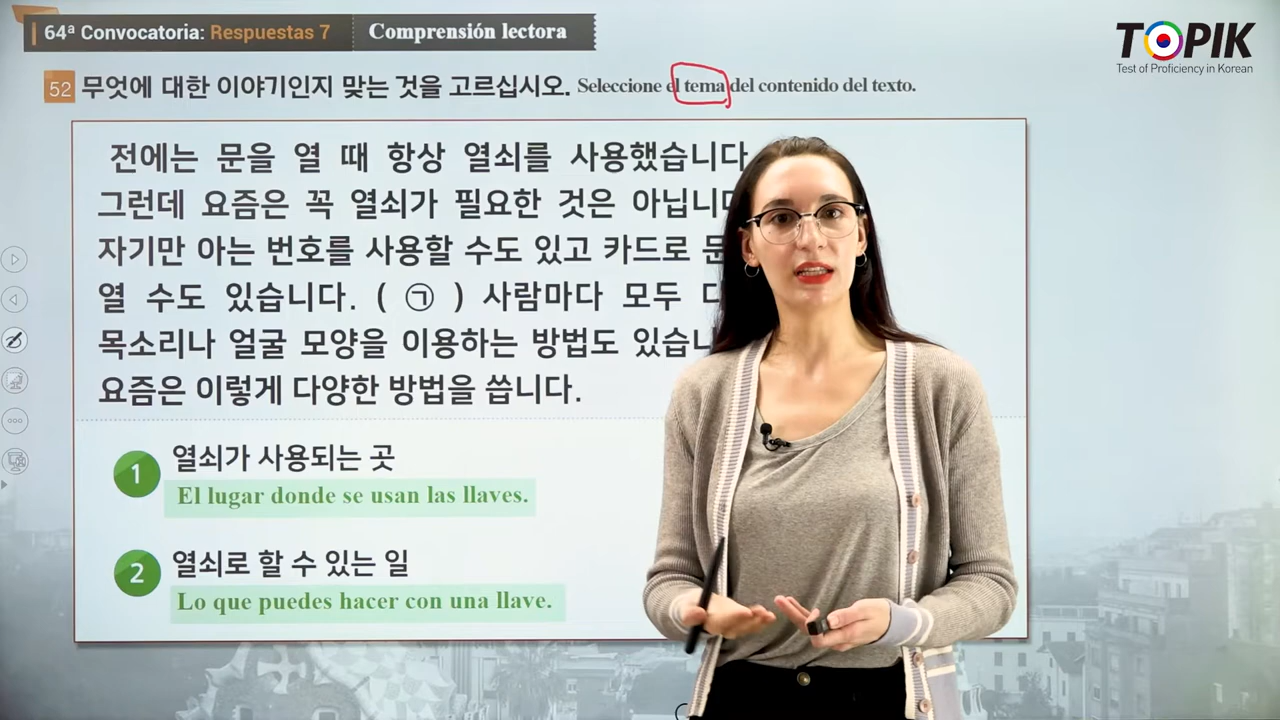 64ª Convocatoria: Respuestas 7 Comprensión lectora
TOPIK
Test of Proficiency in Korean
52 무엇에 대한 이야기인지 맞는 것을 고르십시오. Seleccione el tema del contenido del texto.
전에는 문을 열 때 항상 열쇠를 사용했습니다
그런데 요즘은 꼭 열쇠가 필요한 것은
자기만 아는 번호를 사용할 수도 있고 카드로
열 수도 있습니다. ( ㉠ ) 사람마다 모두
목소리나 얼굴 모양을 이용하는 방법도
요즘은 이렇게 다양한 방법을 씁니다.
1 열쇠가 사용되는 곳
El lugar donde se usan las llaves.
2 열쇠로 할 수 있는 일
Lo que puedes hacer con una llave.